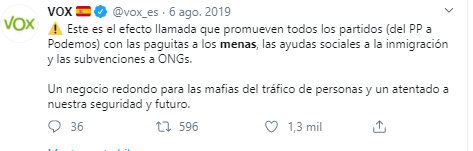 VOX
VOX 🇪🇸 @vox_es · 6 ago. 2019
⚠️ Este es el efecto llamada que promueven todos los partidos (del PP a
Podemos) con las paguitas a los menas, las ayudas sociales a la inmigración
y las subvenciones a ONGs.
Un negocio redondo para las mafias del tráfico de personas y un atentado a
nuestra seguridad y futuro.
36 596 1,3 mil